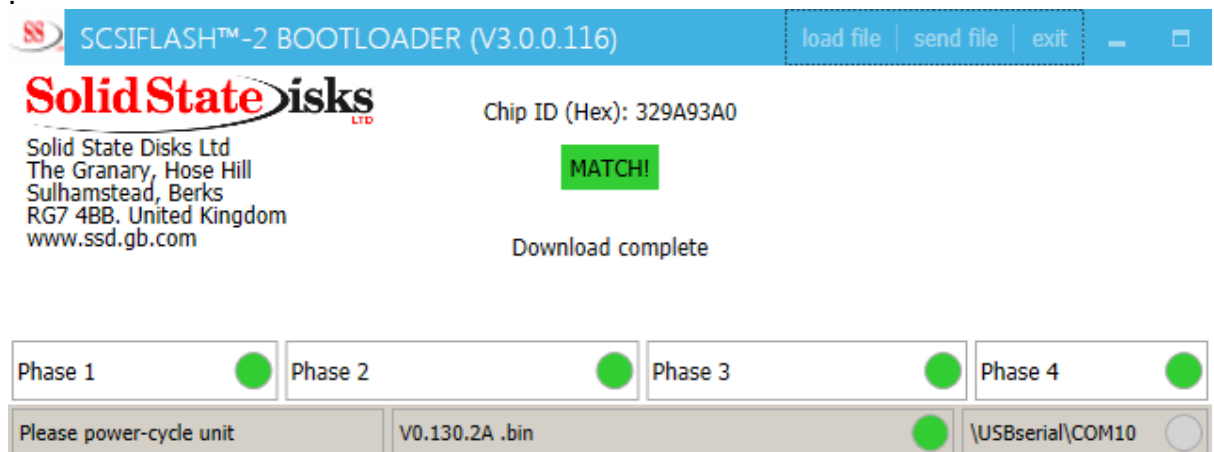 .
SS
SCSIFLASH™-2 BOOTLOADER (V3.0.0.116)
load file | send file | exit
Solid State Disks
LTD
Chip ID (Hex): 329A93A0
Solid State Disks Ltd
The Granary, Hose Hill
Sulhamstead, Berks
RG7 4BB. United Kingdom
www.ssd.gb.com
MATCH!
Download complete
Phase 1
Phase 2
Phase 3
Phase 4
Please power-cycle unit
V0.130.2A .bin
\USBserial\COM10